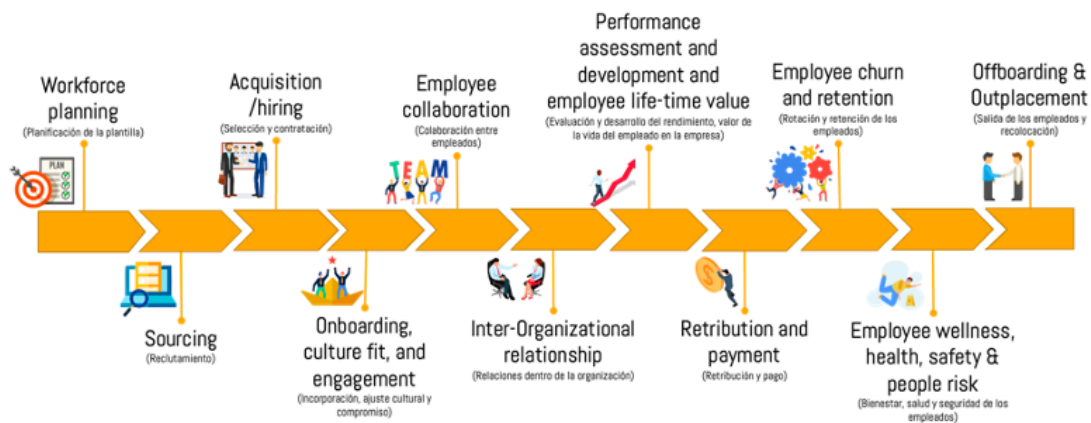 Workforce
planning
(Planificación de la plantilla)
PLAN
Sourcing
(Reclutamiento)
Acquisition
/hiring
(Selección y contratación)
Onboarding,
culture fit, and
engagement
(Incorporación, ajuste cultural y
compromiso)
Employee
collaboration
(Colaboración entre
empleados)
TEAM
Inter-Organizational
relationship
(Relaciones dentro de la organización)
Performance
assessment and
development and
employee life-time value
(Evaluación y desarrollo del rendimiento, valor de
la vida del empleado en la empresa)
Retribution and
payment
(Retribución y pago)
Employee churn
and retention
(Rotación y retención de los
empleados)
Employee wellness,
health, safety &
people risk
(Bienestar, salud y seguridad de los
empleados)
Offboarding &
Outplacement
(Salida de los empleados y
recolocación)